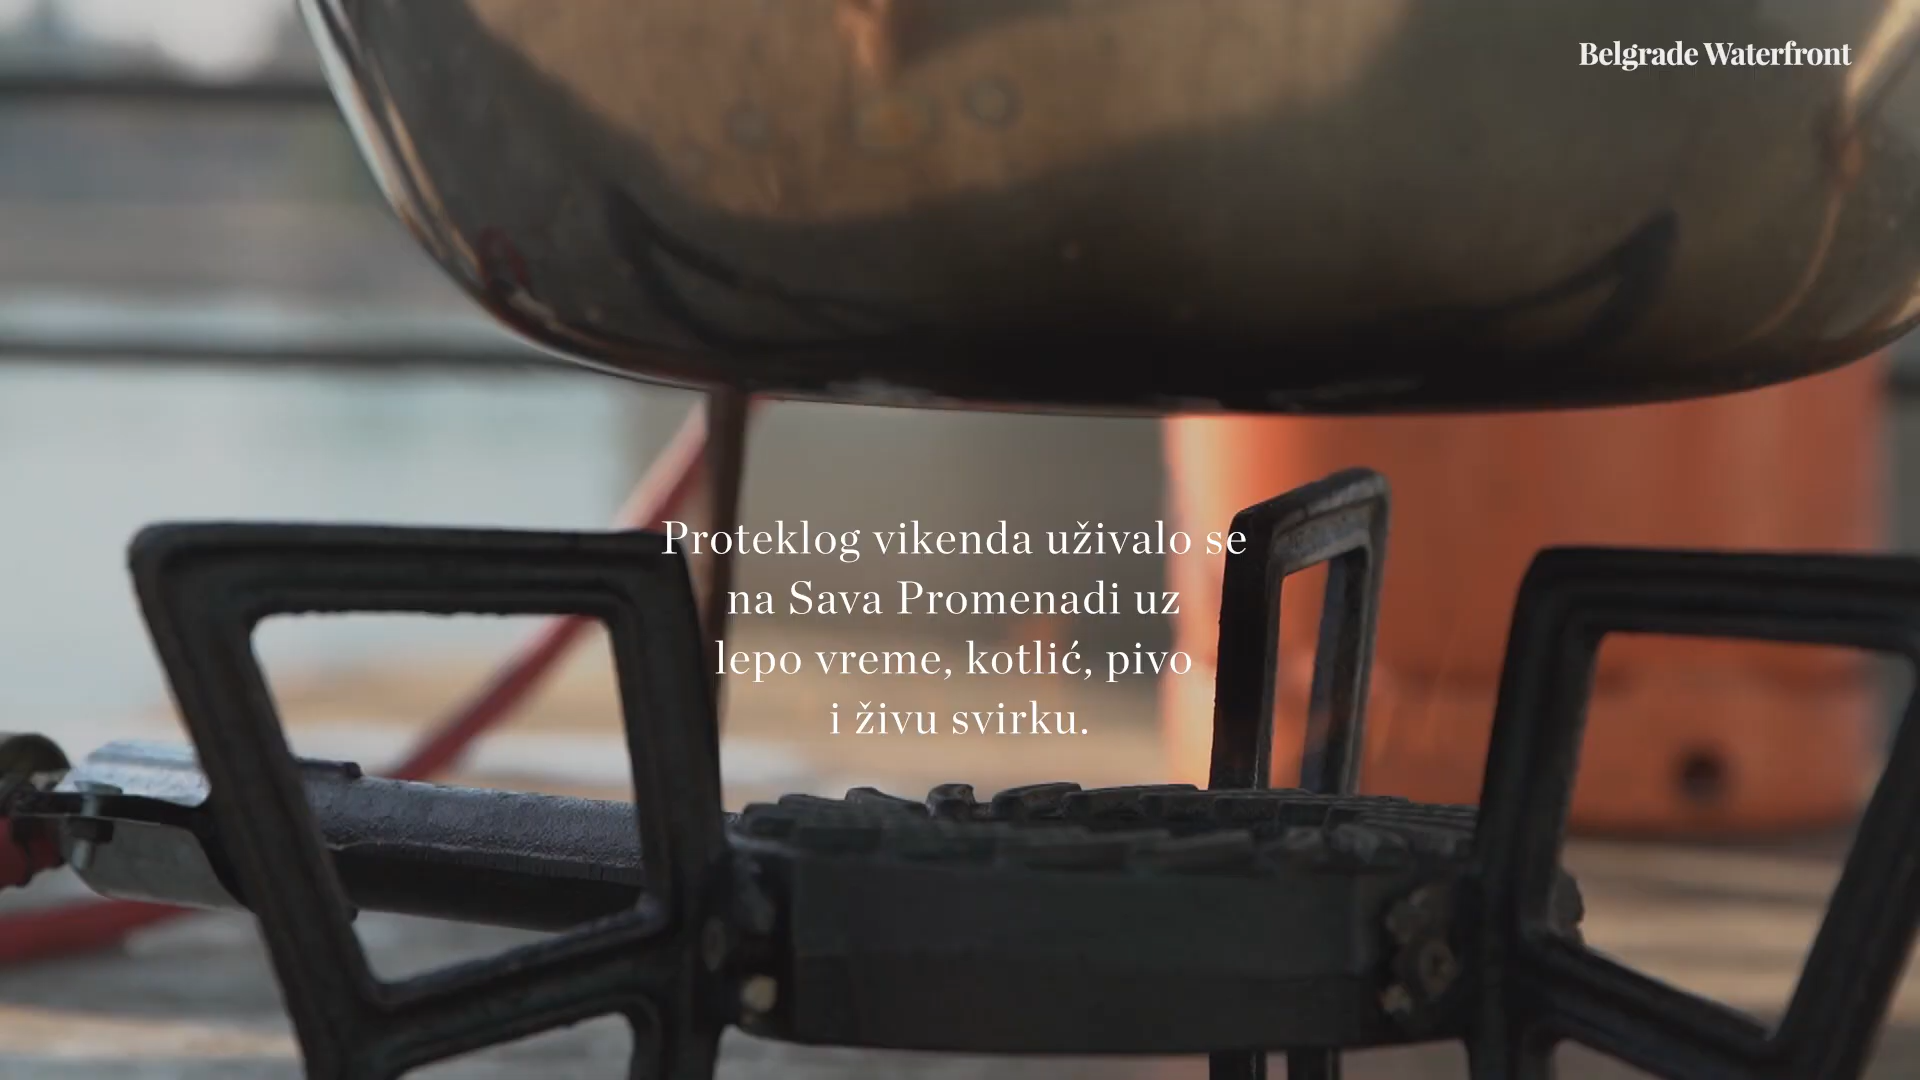 Belgrade Waterfront
Proteklog vikenda uživalo se
na Sava Promenadi uz
lepo vreme, kotlić, pivo
i živu svirku.